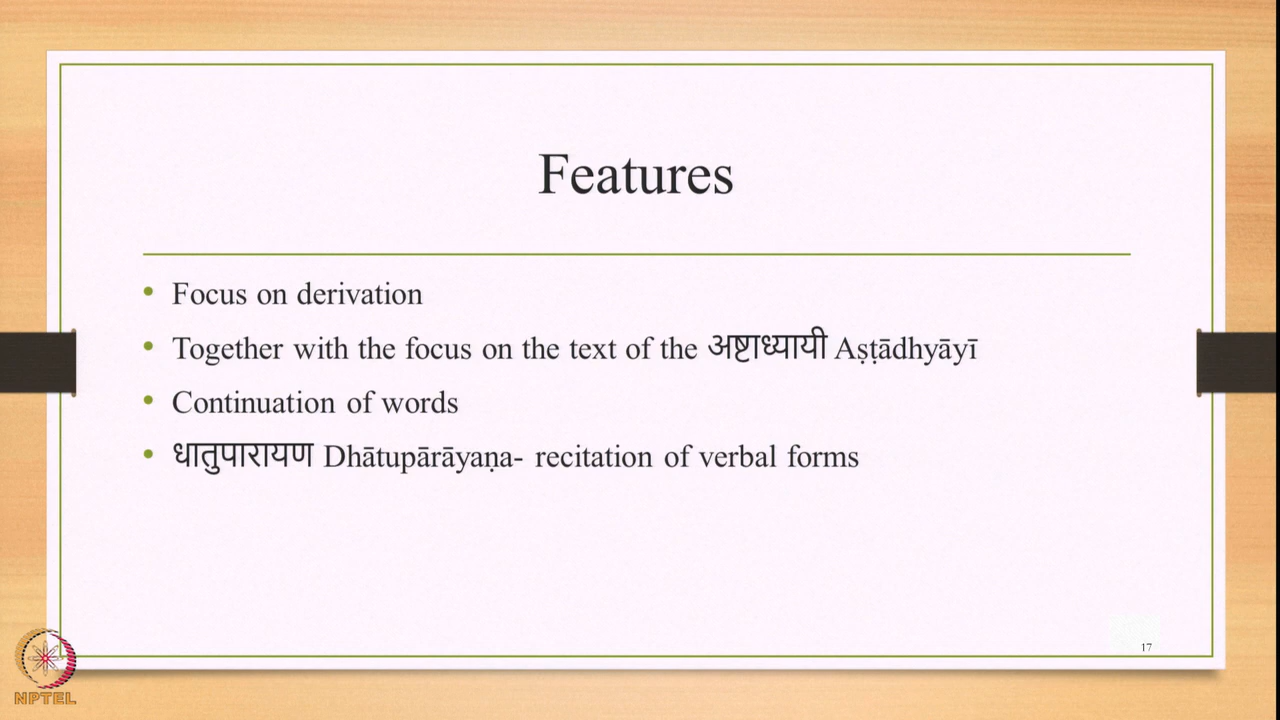 Features
Focus on derivation
Together with the focus on the text of the अष्टाध्यायी Aṣṭādhyāyī
Continuation of words
धातुपारायण Dhātupārāyaṇa- recitation of verbal forms
17
NPTEL